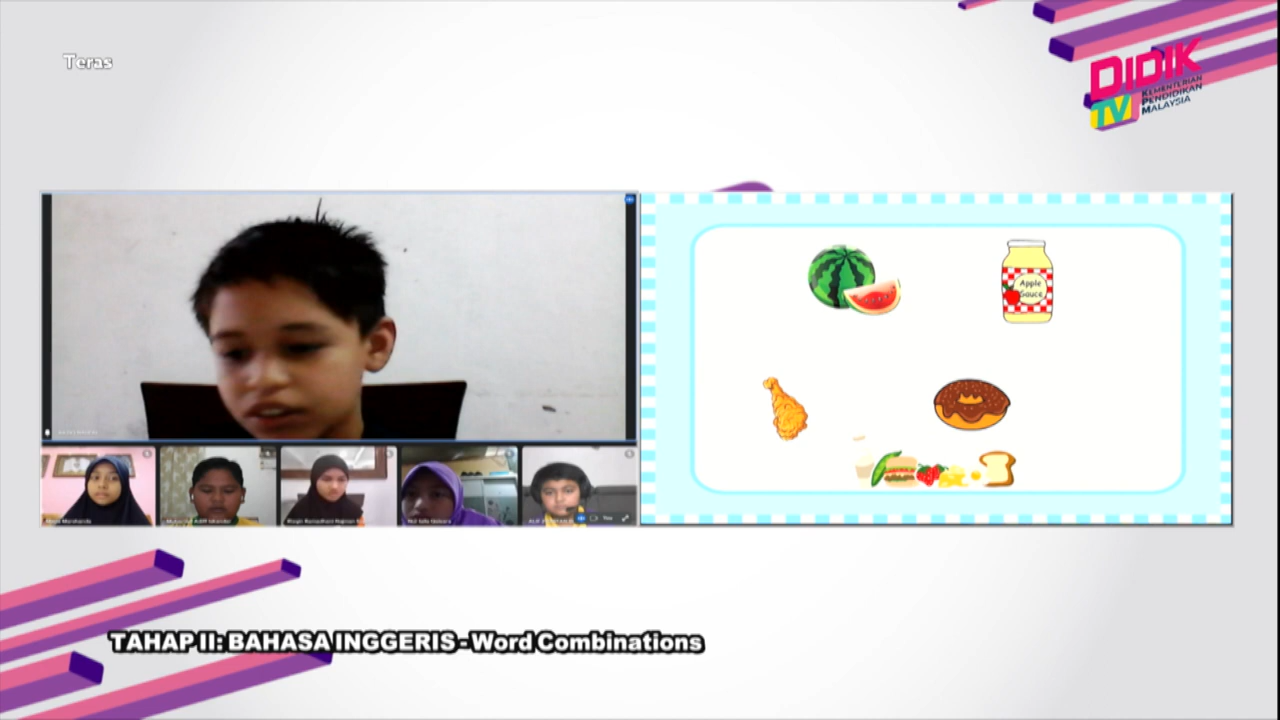 Teras
DIDIK
TV
KEMENTERIAN
PENDIDIKAN
MALAYSIA
Apple
Sauce
TAHAP II: BAHASA INGGERIS - Word Combinations